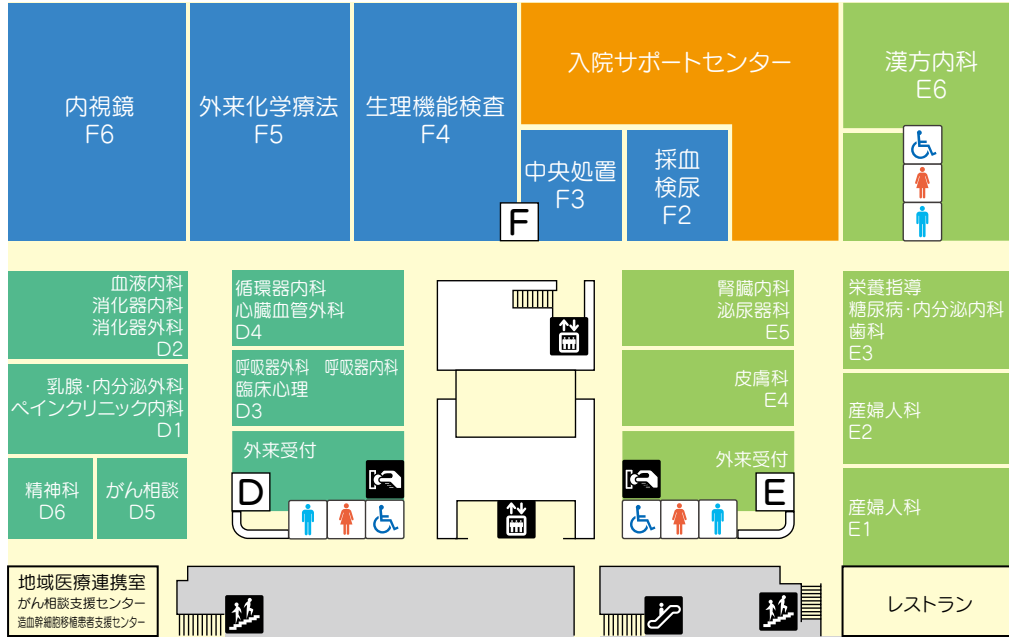 内視鏡
F6
外来化学療法
F5
生理機能検査
F4
入院サポートセンター
中央処置
F3
採血
検尿
F2
漢方内科
E6
F
血液内科
消化器内科
消化器外科
D2
乳腺・内分泌外科
ペインクリニック内科
D1
精神科
D6
がん相談
D5
循環器内科
心臓血管外科
D4
呼吸器外科　呼吸器内科
臨床心理
D3
外来受付
D
腎臓内科
泌尿器科
E5
皮膚科
E4
外来受付
E
栄養指導
糖尿病・内分泌内科
歯科
E3
産婦人科
E2
産婦人科
E1
地域医療連携室
がん相談支援センター
造血幹細胞移植患者支援センター
レストラン